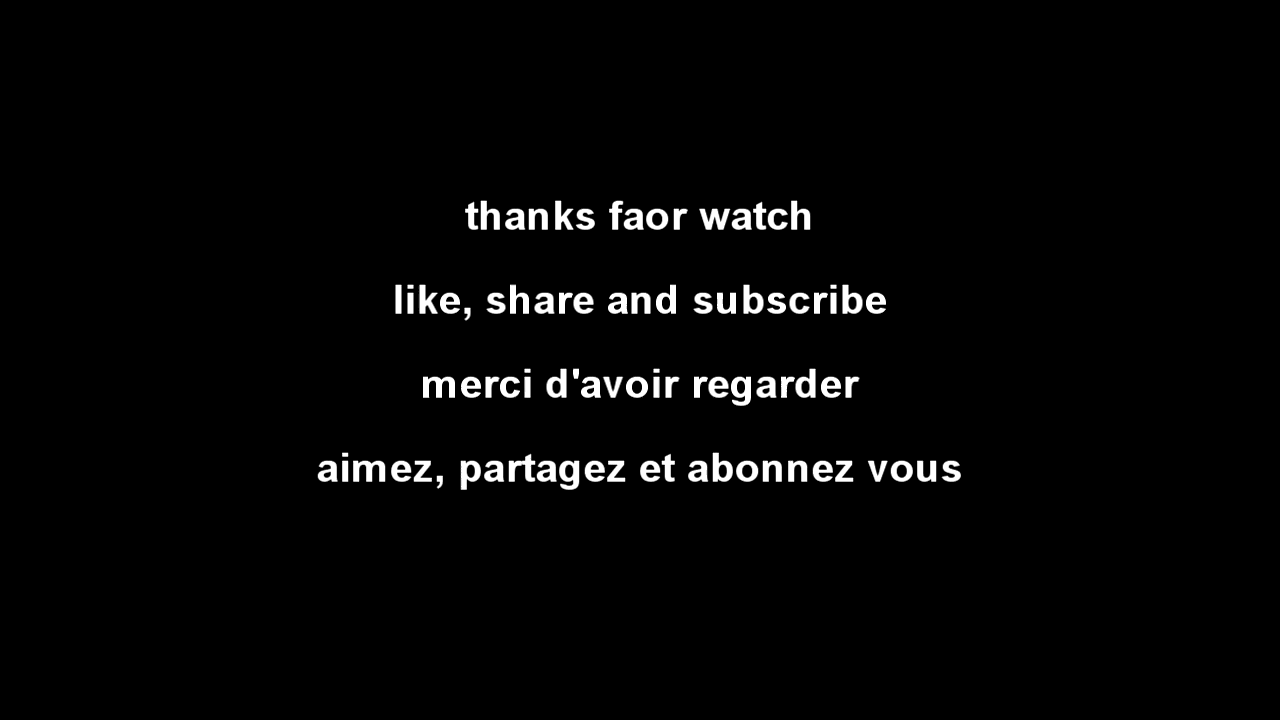 thanks faor watch
like, share and subscribe
merci d'avoir regarder
aimez, partagez et abonnez vous